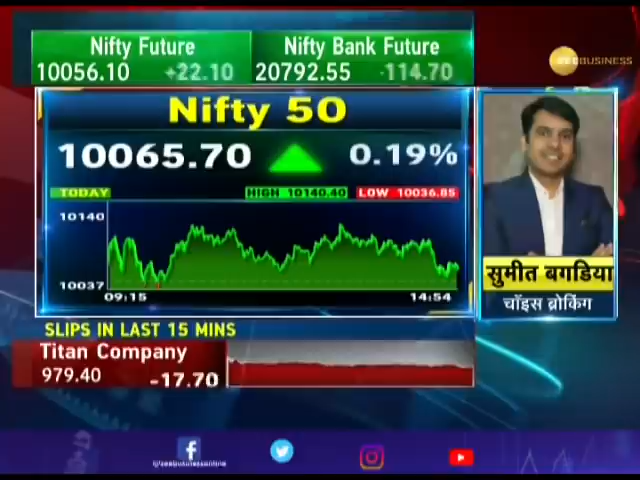 Nifty Future
10056.10 +22.10
Nifty Bank Future
20792.55 -114.70
ZEEBUSINESS
Nifty 50
10065.70 0.19%
TODAY
HIGH 10140.40 LOW 10036.85
10140
10037
09:15 14:54
सुमीत बगडिया
चॉइस ब्रोकिंग
SLIPS IN LAST 15 MINS
Titan Company
979.40 -17.70
@zeebusinessonline